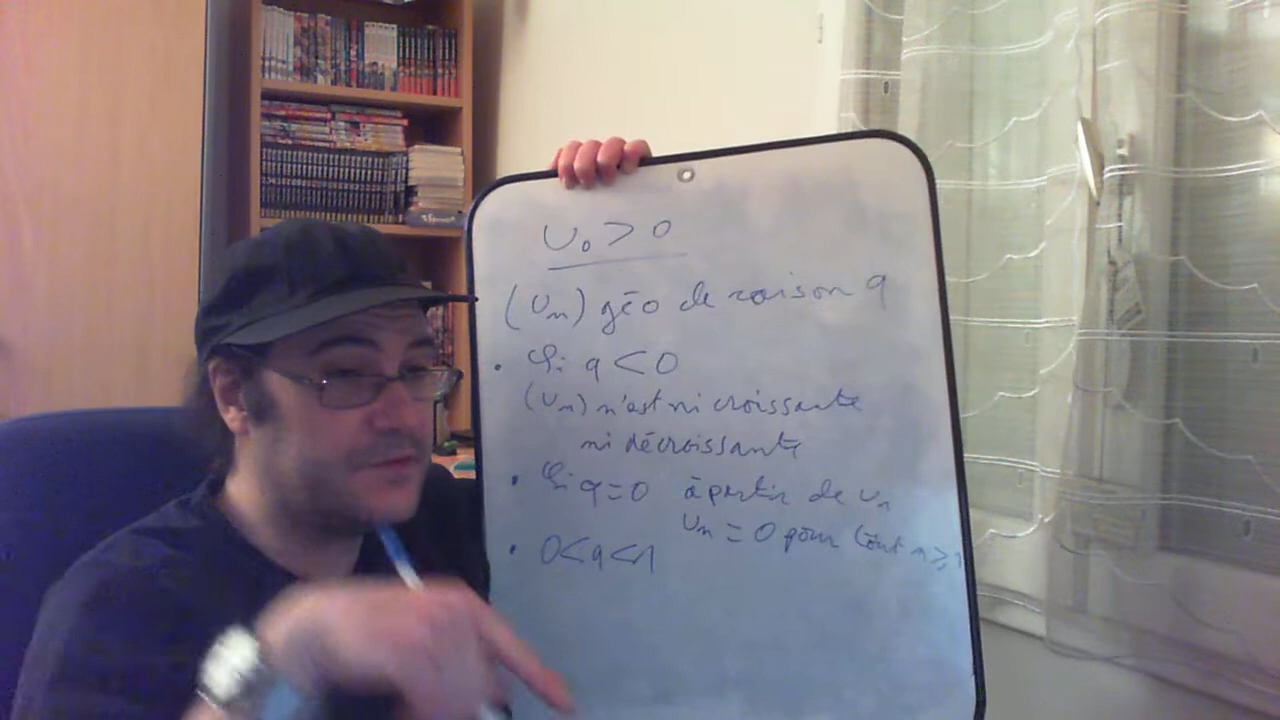 U₀ > 0
(Uₙ) géo de raison q
• Si q < 0
(Uₙ) n'est ni croissante
ni décroissante
• Si q = 0 à partir de U₁
Uₙ = 0 pour tout n ≥ 1
• 0 < q < 1